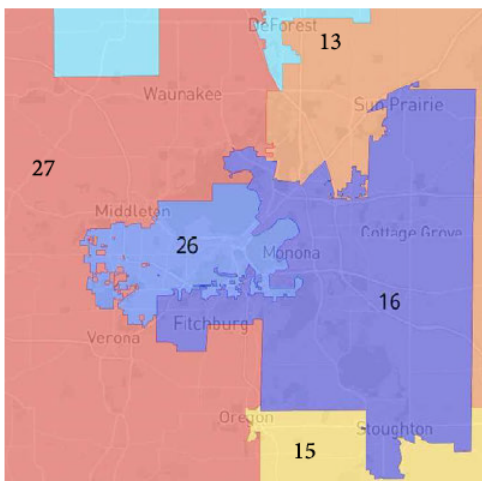 DeForest
13
Waunakee
Sun Prairie
27
Middleton
26
Monona
Cottage Grove
16
Fitchburg
Verona
Oregon
Stoughton
15